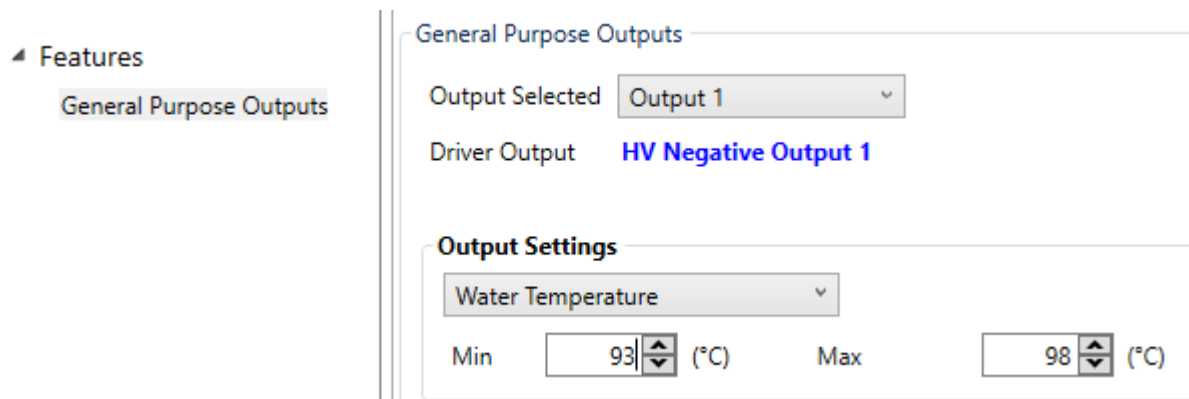 Features
General Purpose Outputs
General Purpose Outputs
Output Selected Output 1
Driver Output HV Negative Output 1
Output Settings
Water Temperature
Min 93 (°C) Max 98 (°C)